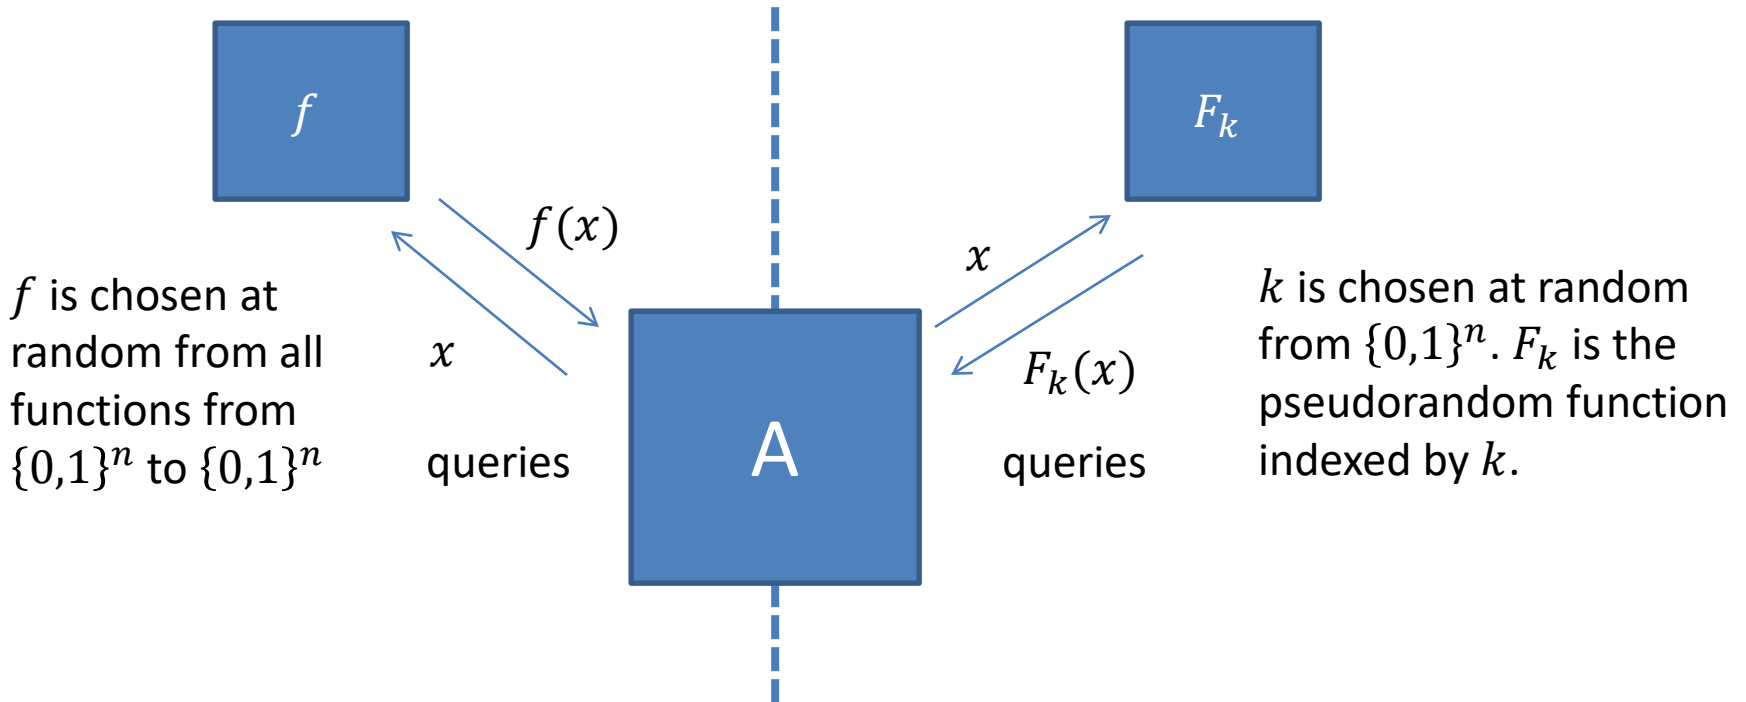 f
F_k
f(x)
x
x
F_k(x)
f is chosen at
random from all
functions from
{0,1}^n to {0,1}^n
queries
A
queries
k is chosen at random
from {0,1}^n. F_k is the
pseudorandom function
indexed by k.